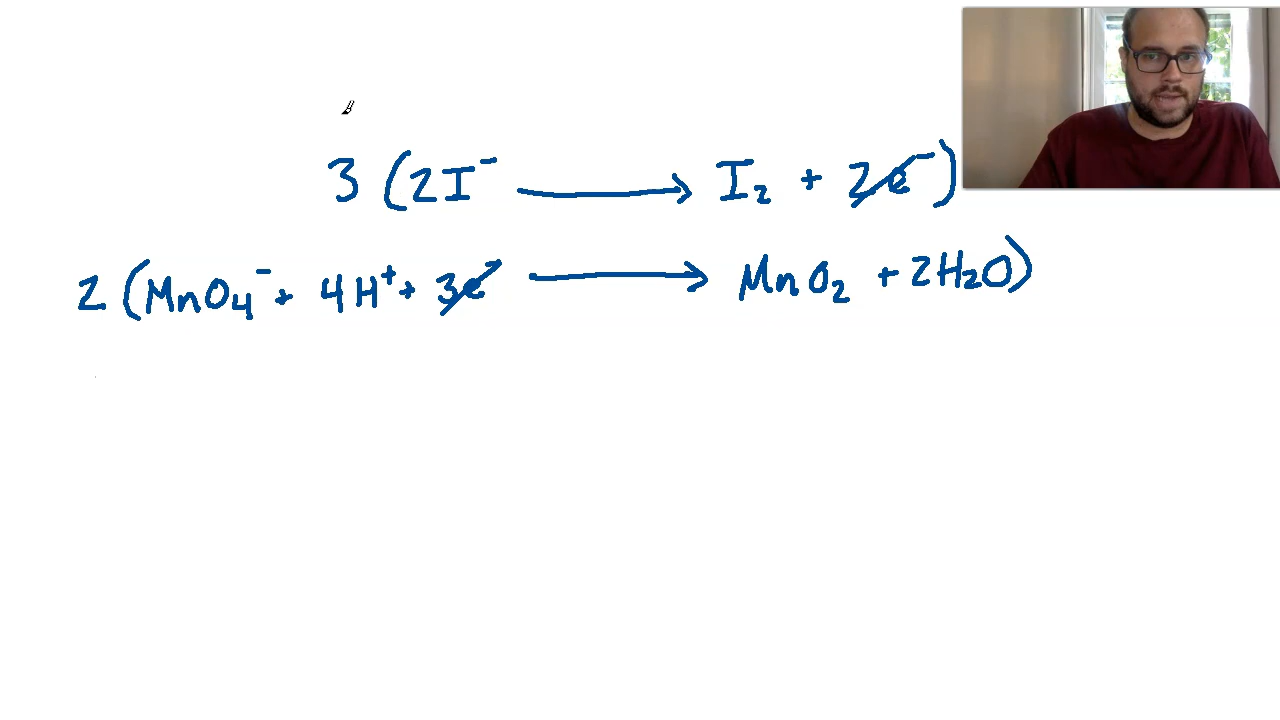 3 (2I⁻ ⟶ I₂ + 2e⁻)
2 (MnO₄⁻ + 4H⁺ + 3e⁻ ⟶ MnO₂ + 2H₂O)